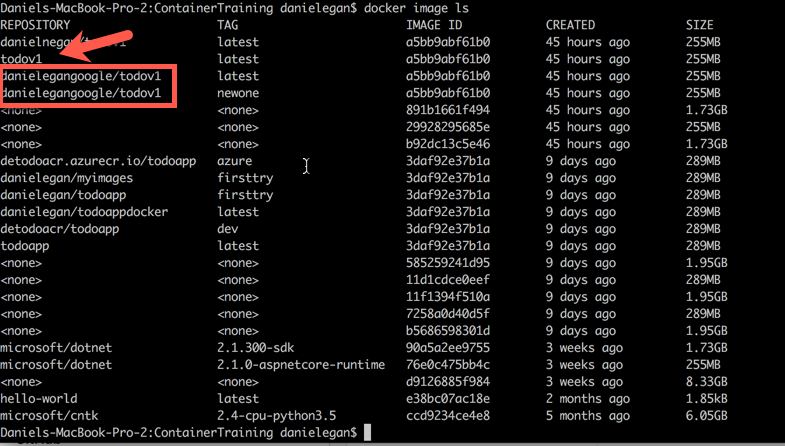 Daniels-MacBook-Pro-2:ContainerTraining danielegan$ docker image ls
REPOSITORY TAG IMAGE ID CREATED SIZE
danielnegan/todov1 latest a5bb9abf61b0 45 hours ago 255MB
todov1 latest a5bb9abf61b0 45 hours ago 255MB
danielegangoogle/todov1 latest a5bb9abf61b0 45 hours ago 255MB
danielegangoogle/todov1 newone a5bb9abf61b0 45 hours ago 255MB
<none> <none> 891b1661f494 45 hours ago 1.73GB
<none> <none> 29928295685e 45 hours ago 255MB
<none> <none> b92dc13c5e46 45 hours ago 1.73GB
detodoacr.azurecr.io/todoapp azure 3daf92e37b1a 9 days ago 289MB
danielegan/myimages firsttry 3daf92e37b1a 9 days ago 289MB
danielegan/todoapp firsttry 3daf92e37b1a 9 days ago 289MB
danielegan/todoappdocker latest 3daf92e37b1a 9 days ago 289MB
detodoacr/todoapp dev 3daf92e37b1a 9 days ago 289MB
todoapp latest 3daf92e37b1a 9 days ago 289MB
<none> <none> 585259241d95 9 days ago 1.95GB
<none> <none> 11d1cdce0eef 9 days ago 289MB
<none> <none> 11f1394f510a 9 days ago 1.95GB
<none> <none> 7258a0d40d5f 9 days ago 289MB
<none> <none> b5686598301d 9 days ago 1.95GB
microsoft/dotnet 2.1.300-sdk 90a5a2ee9755 3 weeks ago 1.73GB
microsoft/dotnet 2.1.0-aspnetcore-runtime 76e0c475bb4c 3 weeks ago 255MB
<none> <none> d9126885f984 3 weeks ago 8.33GB
hello-world latest e38bc07ac18e 2 months ago 1.85kB
microsoft/cntk 2.4-cpu-python3.5 ccd9234ce4e8 5 months ago 6.05GB
Daniels-MacBook-Pro-2:ContainerTraining danielegan$